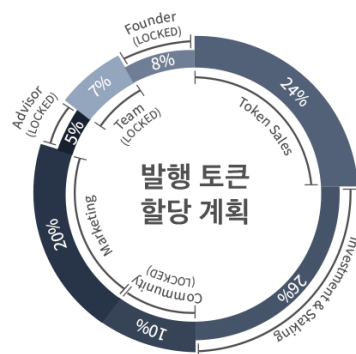 발행 토큰
할당 계획
24%
Token Sales
26%
Investment & Staking
10%
Community
(LOCKED)
20%
Marketing
5%
Advisor
(LOCKED)
7%
Team
(LOCKED)
8%
Founder
(LOCKED)